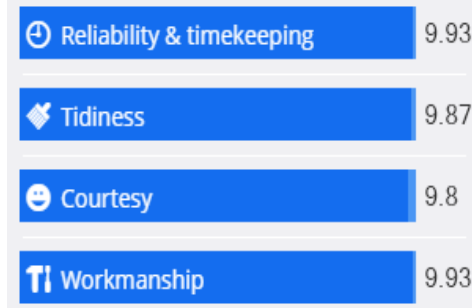 Reliability & timekeeping 9.93
Tidiness 9.87
Courtesy 9.8
Workmanship 9.93